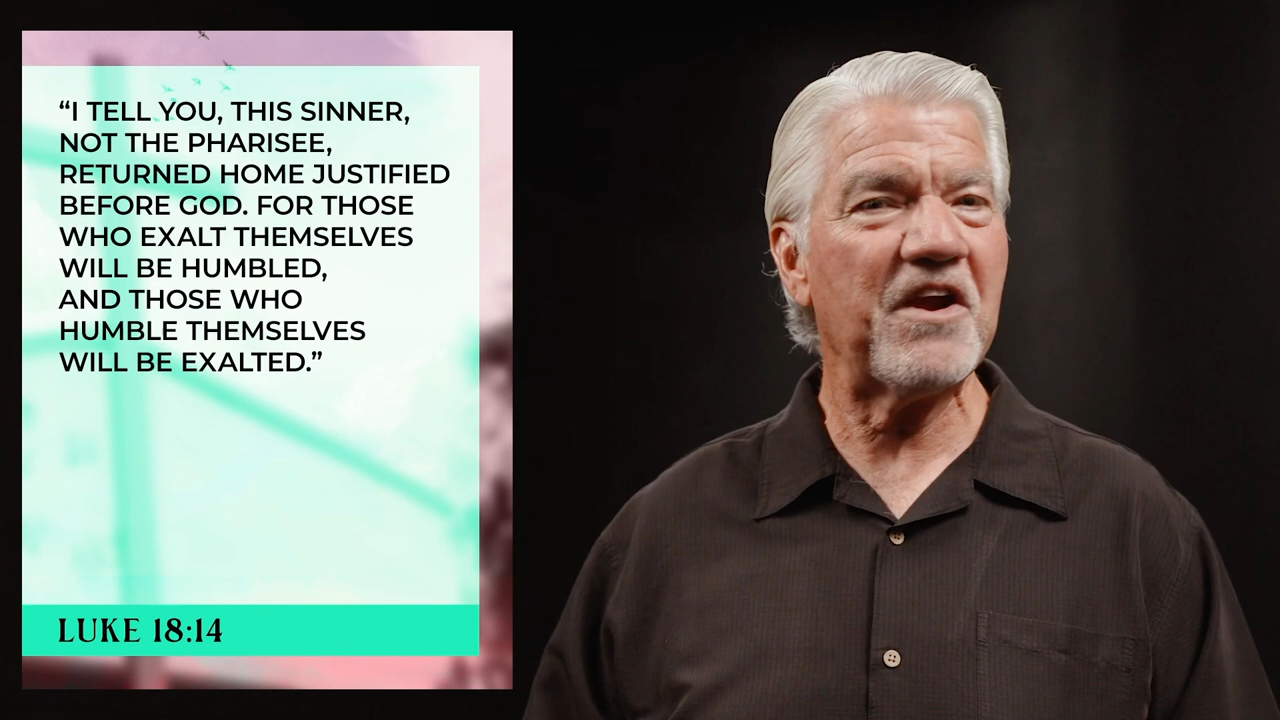 “I TELL YOU, THIS SINNER,
NOT THE PHARISEE,
RETURNED HOME JUSTIFIED
BEFORE GOD. FOR THOSE
WHO EXALT THEMSELVES
WILL BE HUMBLED,
AND THOSE WHO
HUMBLE THEMSELVES
WILL BE EXALTED.”
LUKE 18:14